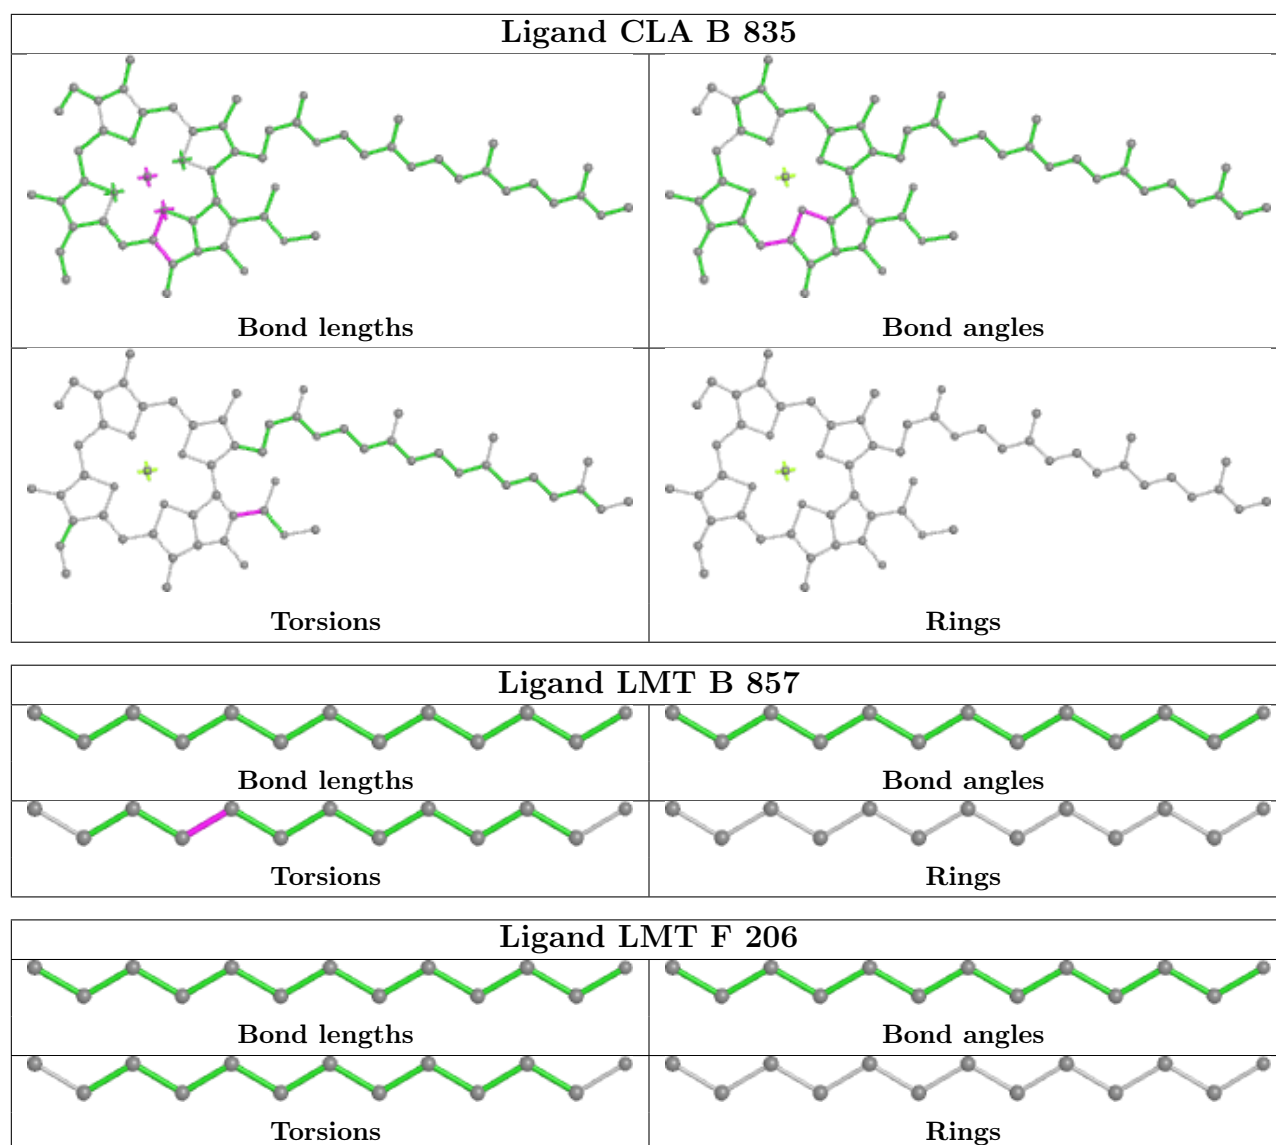 Ligand CLA B 835
Bond lengths
Bond angles
Torsions
Rings
Ligand LMT B 857
Bond lengths
Bond angles
Torsions
Rings
Ligand LMT F 206
Bond lengths
Bond angles
Torsions
Rings